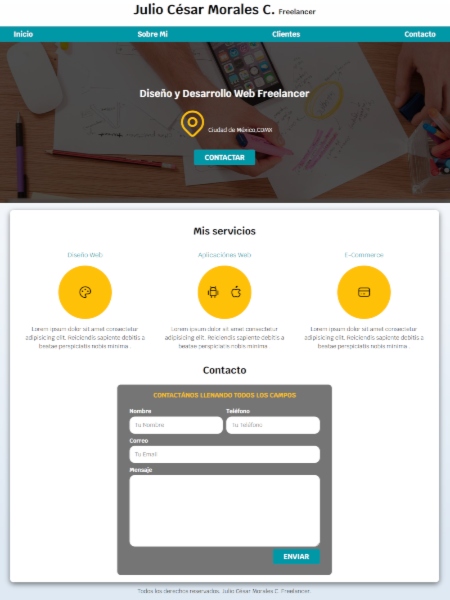 Julio César Morales C. Freelancer
Inicio Sobre Mi Clientes Contacto
Diseño y Desarrollo Web Freelancer
Ciudad de México,CDMX
CONTACTAR
Mis servicios
Diseño Web Aplicaciónes Web E-Commerce
Lorem ipsum dolor sit amet consectetur Lorem ipsum dolor sit amet consectetur Lorem ipsum dolor sit amet consectetur
adipisicing elit. Reiciendis sapiente debitis a adipisicing elit. Reiciendis sapiente debitis a adipisicing elit. Reiciendis sapiente debitis a
beatae perspiciatis nobis minima. beatae perspiciatis nobis minima. beatae perspiciatis nobis minima.
Contacto
CONTACTÁNOS LLENANDO TODOS LOS CAMPOS
Nombre Teléfono
Tu Nombre Tu Teléfono
Correo
Tu Email
Mensaje
ENVIAR
Todos los derechos reservados. Julio César Morales C. Freelancer.